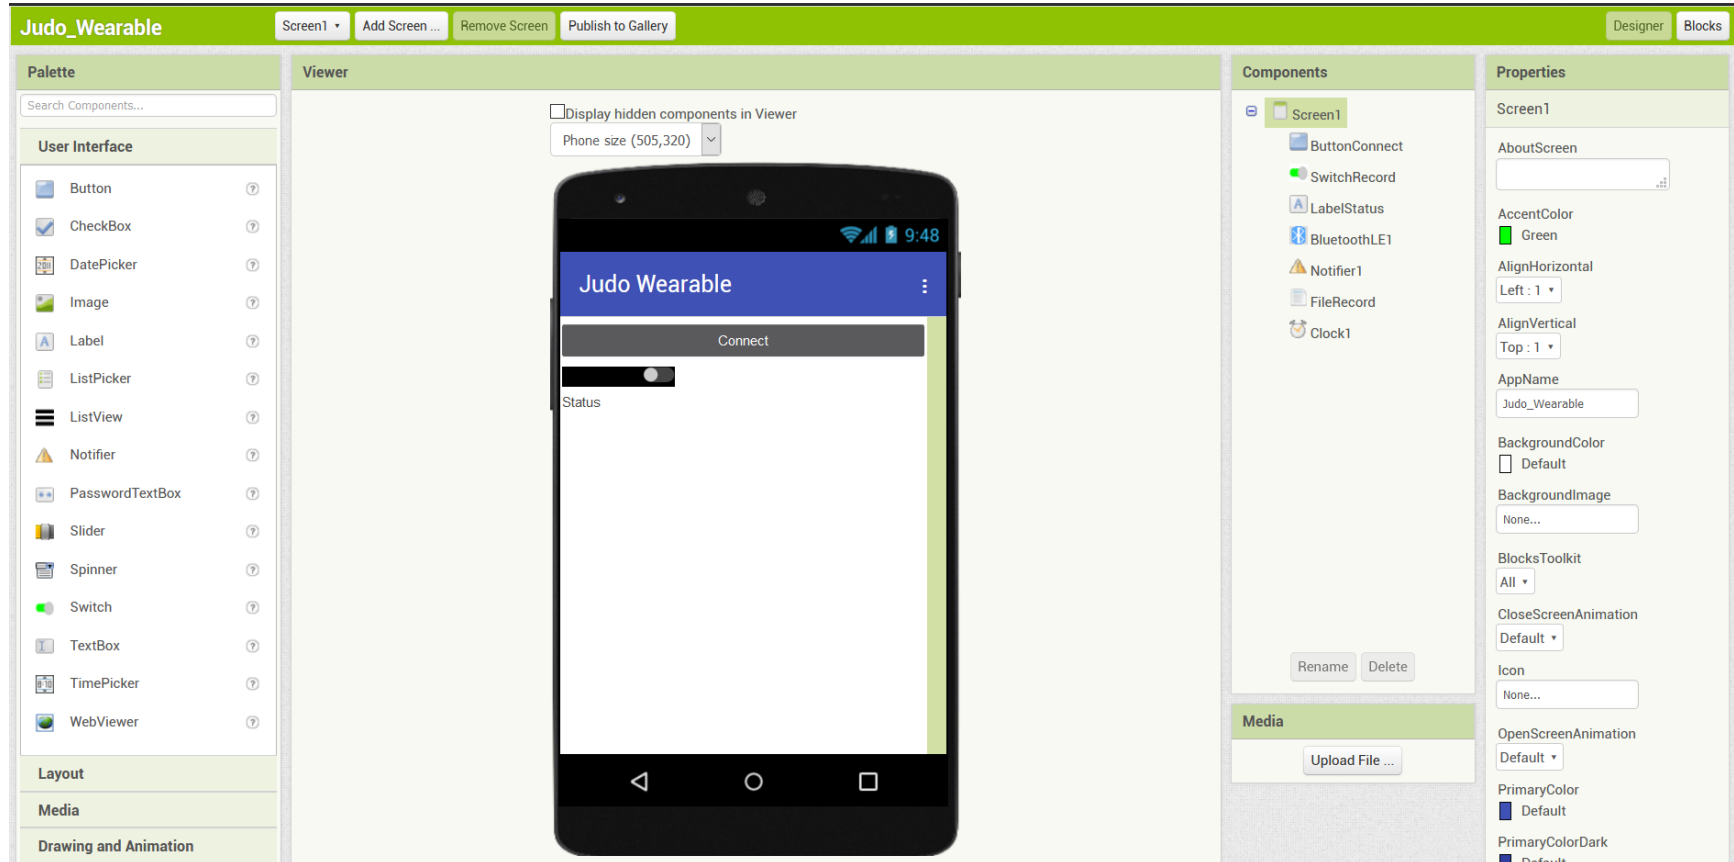 Judo_Wearable
Screen1
Add Screen ...
Remove Screen
Publish to Gallery
Designer
Blocks
Palette
Search Components...
User Interface
Button
CheckBox
DatePicker
Image
Label
ListPicker
ListView
Notifier
PasswordTextBox
Slider
Spinner
Switch
TextBox
TimePicker
WebViewer
Layout
Media
Drawing and Animation
Viewer
Display hidden components in Viewer
Phone size (505,320)
9:48
Judo Wearable
Connect
Status
Components
Screen1
ButtonConnect
SwitchRecord
LabelStatus
BluetoothLE1
Notifier1
FileRecord
Clock1
Rename
Delete
Media
Upload File ...
Properties
Screen1
AboutScreen
AccentColor
Green
AlignHorizontal
Left : 1
AlignVertical
Top : 1
AppName
Judo_Wearable
BackgroundColor
Default
BackgroundImage
None...
BlocksToolkit
All
CloseScreenAnimation
Default
Icon
None...
OpenScreenAnimation
Default
PrimaryColor
Default
PrimaryColorDark
Default